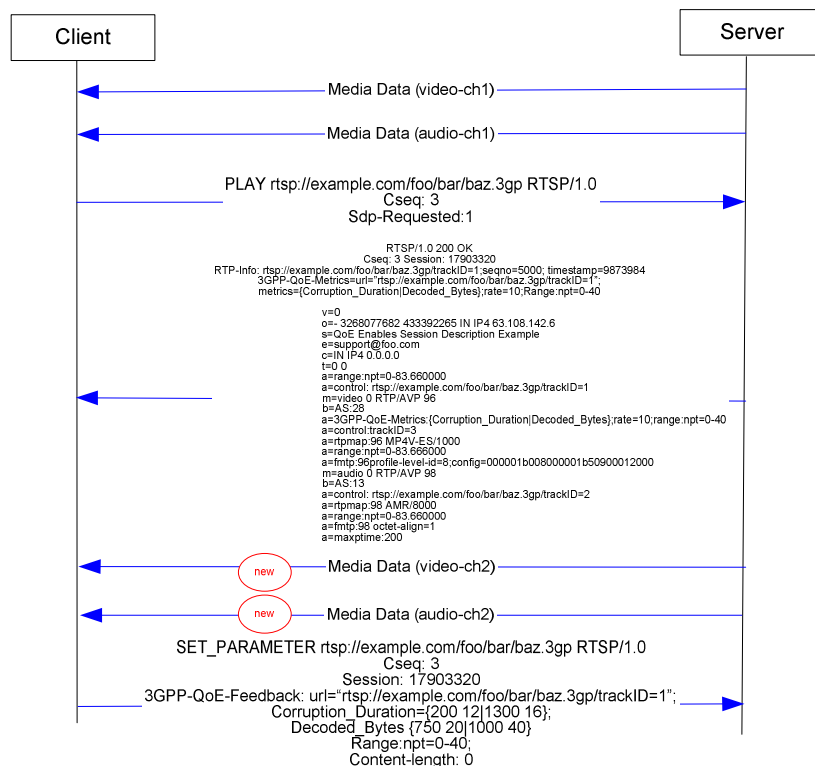 Client
Server
Media Data (video-ch1)
Media Data (audio-ch1)
PLAY rtsp://example.com/foo/bar/baz.3gp RTSP/1.0
Cseq: 3
Sdp-Requested:1
RTSP/1.0 200 OK
Cseq: 3 Session: 17903320
RTP-Info: rtsp://example.com/foo/bar/baz.3gp/trackID=1;seqno=5000; timestamp=9873984
3GPP-QoE-Metrics=url="rtsp://example.com/foo/bar/baz.3gp/trackID=1";
metrics={Corruption_Duration|Decoded_Bytes};rate=10;Range:npt=0-40
v=0
o=- 3268077682 433392265 IN IP4 63.108.142.6
s=QoE Enables Session Description Example
e=support@foo.com
c=IN IP4 0.0.0.0
t=0 0
a=range:npt=0-83.660000
a=control: rtsp://example.com/foo/bar/baz.3gp/trackID=1
m=video 0 RTP/AVP 96
b=AS:28
a=3GPP-QoE-Metrics:{Corruption_Duration|Decoded_Bytes};rate=10;range:npt=0-40
a=control:trackID=3
a=rtpmap:96 MP4V-ES/1000
a=range:npt=0-83.666000
a=fmtp:96profile-level-id=8;config=000001b008000001b50900012000
m=audio 0 RTP/AVP 98
b=AS:13
a=control: rtsp://example.com/foo/bar/baz.3gp/trackID=2
a=rtpmap:98 AMR/8000
a=range:npt=0-83.660000
a=fmtp:98 octet-align=1
a=maxptime:200
new
Media Data (video-ch2)
new
Media Data (audio-ch2)
SET_PARAMETER rtsp://example.com/foo/bar/baz.3gp RTSP/1.0
Cseq: 3
Session: 17903320
3GPP-QoE-Feedback: url=“rtsp://example.com/foo/bar/baz.3gp/trackID=1”;
Corruption_Duration={200 12|1300 16};
Decoded_Bytes {750 20|1000 40}
Range:npt=0-40;
Content-length: 0